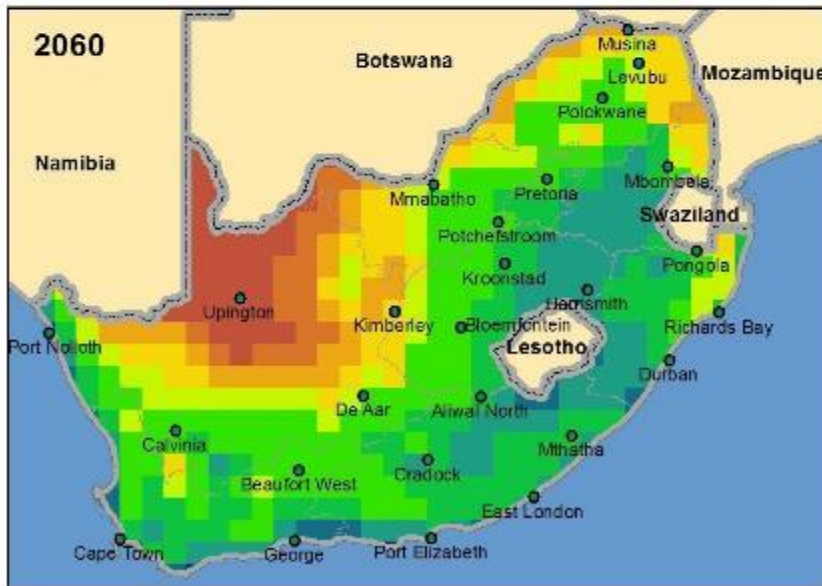 2060
Musina
Botswana
Levubu
Mozambique
Polokwane
Namibia
Mmabatho
Pretoria
Mbombela
Swaziland
Potchefstroom
Kroonstad
Pongola
Upington
Kimberley
Bloemfontein
Harrismith
Richards Bay
Port Nolloth
Lesotho
Durban
De Aar
Aliwal North
Calvinia
Mthatha
Beaufort West
Cradock
East London
Cape Town
George
Port Elizabeth